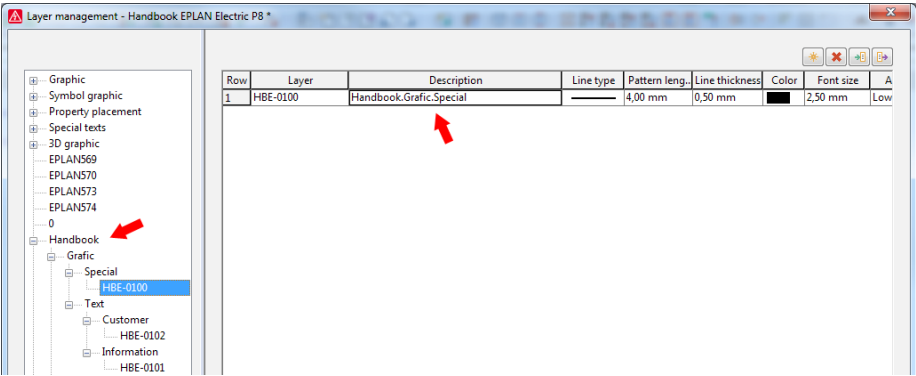 Layer management - Handbook EPLAN Electric P8 *
Graphic
Symbol graphic
Property placement
Special texts
3D graphic
EPLAN569
EPLAN570
EPLAN573
EPLAN574
0
Handbook
Grafic
Special
HBE-0100
Text
Customer
HBE-0102
Information
HBE-0101
Row Layer Description Line type Pattern leng... Line thickness Color Font size A
1 HBE-0100 Handbook.Grafic.Special 4,00 mm 0,50 mm 2,50 mm Low